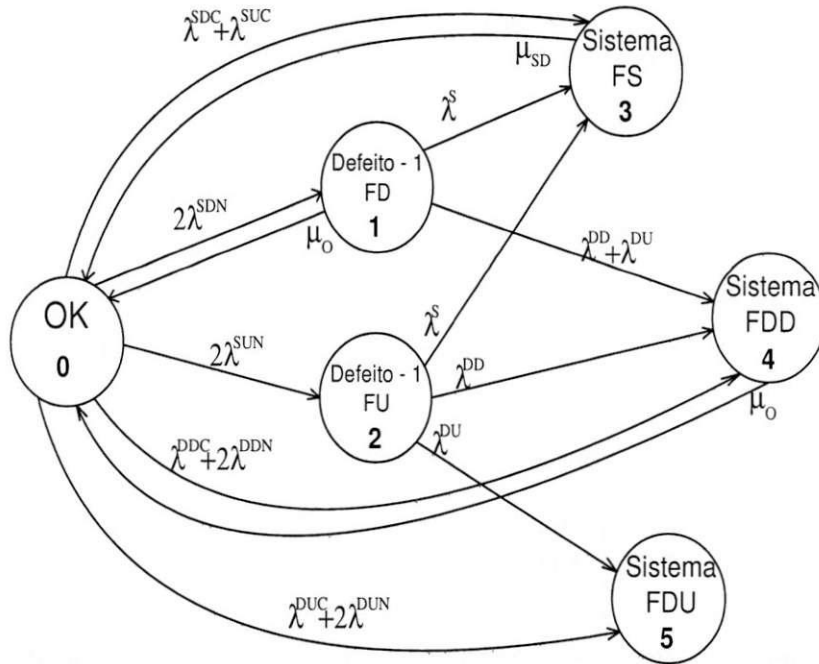 λ^SDC+λ^SUC
Sistema
FS
3
μ_SD
λ^S
Defeito - 1
FD
1
2λ^SDN
μ_O
λ^DD+λ^DU
Sistema
FDD
4
OK
0
λ^S
2λ^SUN
λ^DD
Defeito - 1
FU
2
μ_O
λ^DU
λ^DDC+2λ^DDN
Sistema
FDU
5
λ^DUC+2λ^DUN